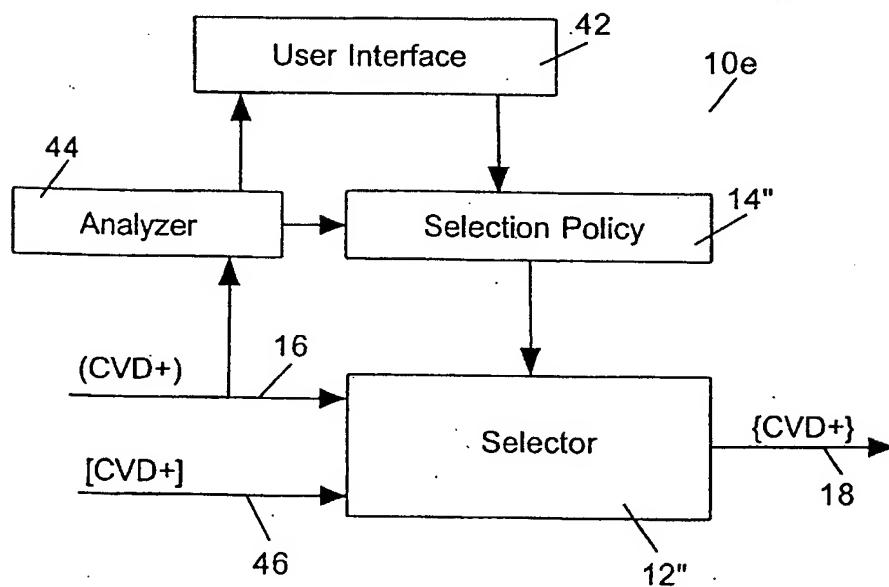 User Interface
42
10e
44
Analyzer
Selection Policy
14"
(CVD+)
16
Selector
{CVD+}
18
[CVD+]
46
12"